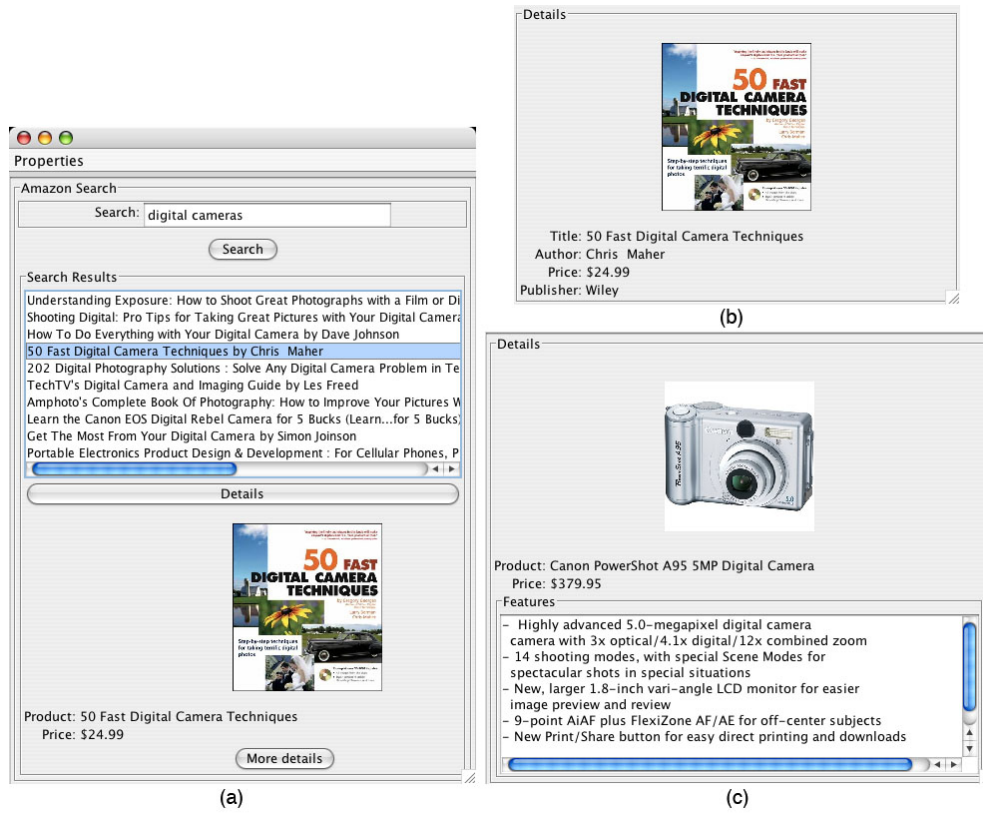 Properties
Amazon Search
Search: digital cameras
Search
Search Results
Understanding Exposure: How to Shoot Great Photographs with a Film or Di
Shooting Digital: Pro Tips for Taking Great Pictures with Your Digital Camera
How To Do Everything with Your Digital Camera by Dave Johnson
50 Fast Digital Camera Techniques by Chris  Maher
202 Digital Photography Solutions : Solve Any Digital Camera Problem in Te
TechTV's Digital Camera and Imaging Guide by Les Freed
Amphoto's Complete Book Of Photography: How to Improve Your Pictures W
Learn the Canon EOS Digital Rebel Camera for 5 Bucks (Learn...for 5 Bucks)
Get The Most From Your Digital Camera by Simon Joinson
Portable Electronics Product Design & Development : For Cellular Phones, P
Details
50 FAST
DIGITAL CAMERA
TECHNIQUES
Step-by-step techniques
for taking terrific digital
photos
Product: 50 Fast Digital Camera Techniques
Price: $24.99
More details
(a)
Details
50 FAST
DIGITAL CAMERA
TECHNIQUES
Step-by-step techniques
for taking terrific digital
photos
Title: 50 Fast Digital Camera Techniques
Author: Chris  Maher
Price: $24.99
Publisher: Wiley
(b)
Details
PowerShot A95
Product: Canon PowerShot A95 5MP Digital Camera
Price: $379.95
Features
- Highly advanced 5.0-megapixel digital camera
camera with 3x optical/4.1x digital/12x combined zoom
- 14 shooting modes, with special Scene Modes for
spectacular shots in special situations
- New, larger 1.8-inch vari-angle LCD monitor for easier
image preview and review
- 9-point AiAF plus FlexiZone AF/AE for off-center subjects
- New Print/Share button for easy direct printing and downloads
(c)